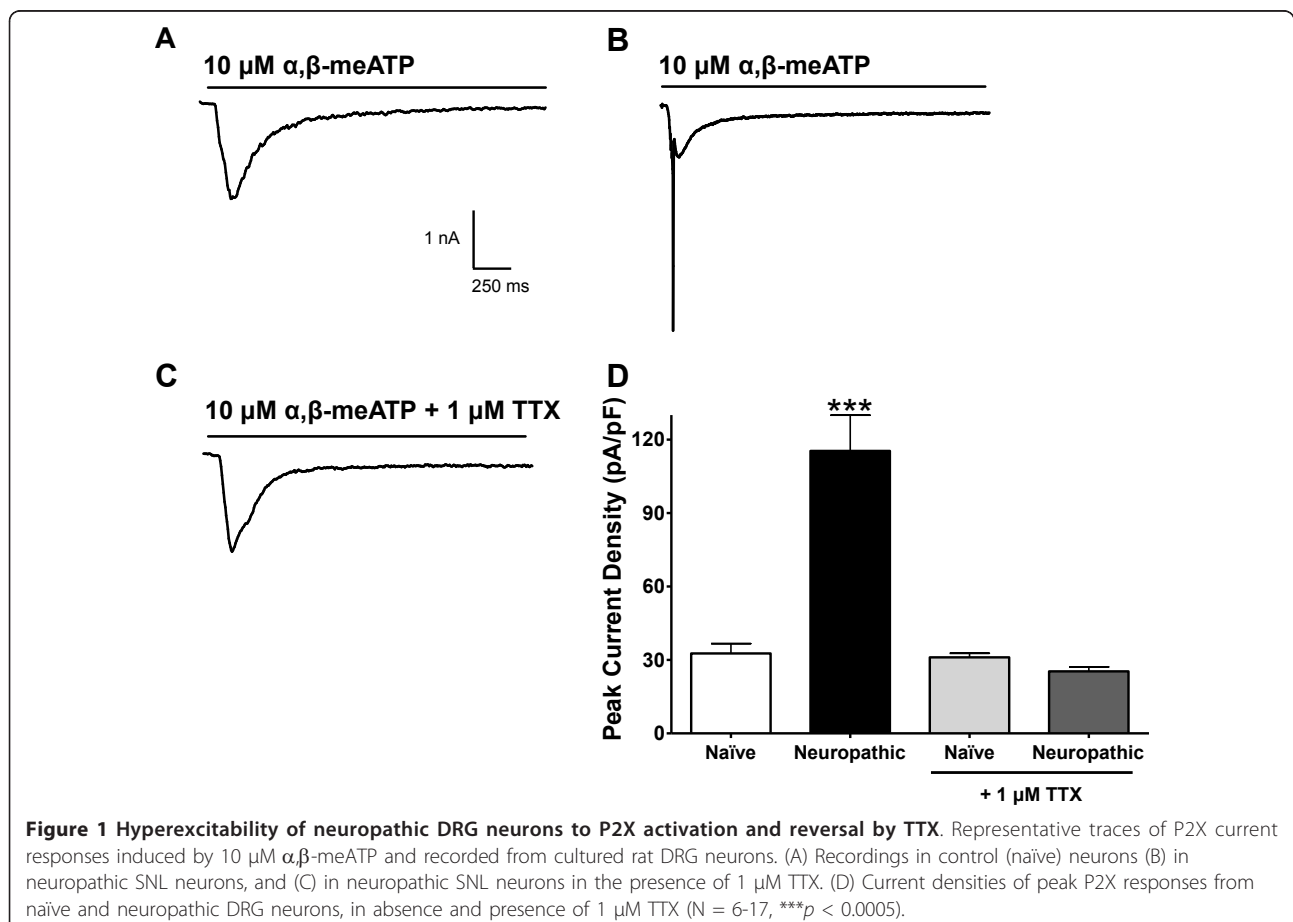 A
10 µM α,β-meATP
B
10 µM α,β-meATP
1 nA
250 ms
C
10 µM α,β-meATP + 1 µM TTX
D
***
Peak Current Density (pA/pF)
120
90
60
30
0
Naïve
Neuropathic
Naïve
Neuropathic
+ 1 µM TTX
Figure 1 Hyperexcitability of neuropathic DRG neurons to P2X activation and reversal by TTX. Representative traces of P2X current
responses induced by 10 µM α,β-meATP and recorded from cultured rat DRG neurons. (A) Recordings in control (naïve) neurons (B) in
neuropathic SNL neurons, and (C) in neuropathic SNL neurons in the presence of 1 µM TTX. (D) Current densities of peak P2X responses from
naïve and neuropathic DRG neurons, in absence and presence of 1 µM TTX (N = 6-17, ***p < 0.0005).